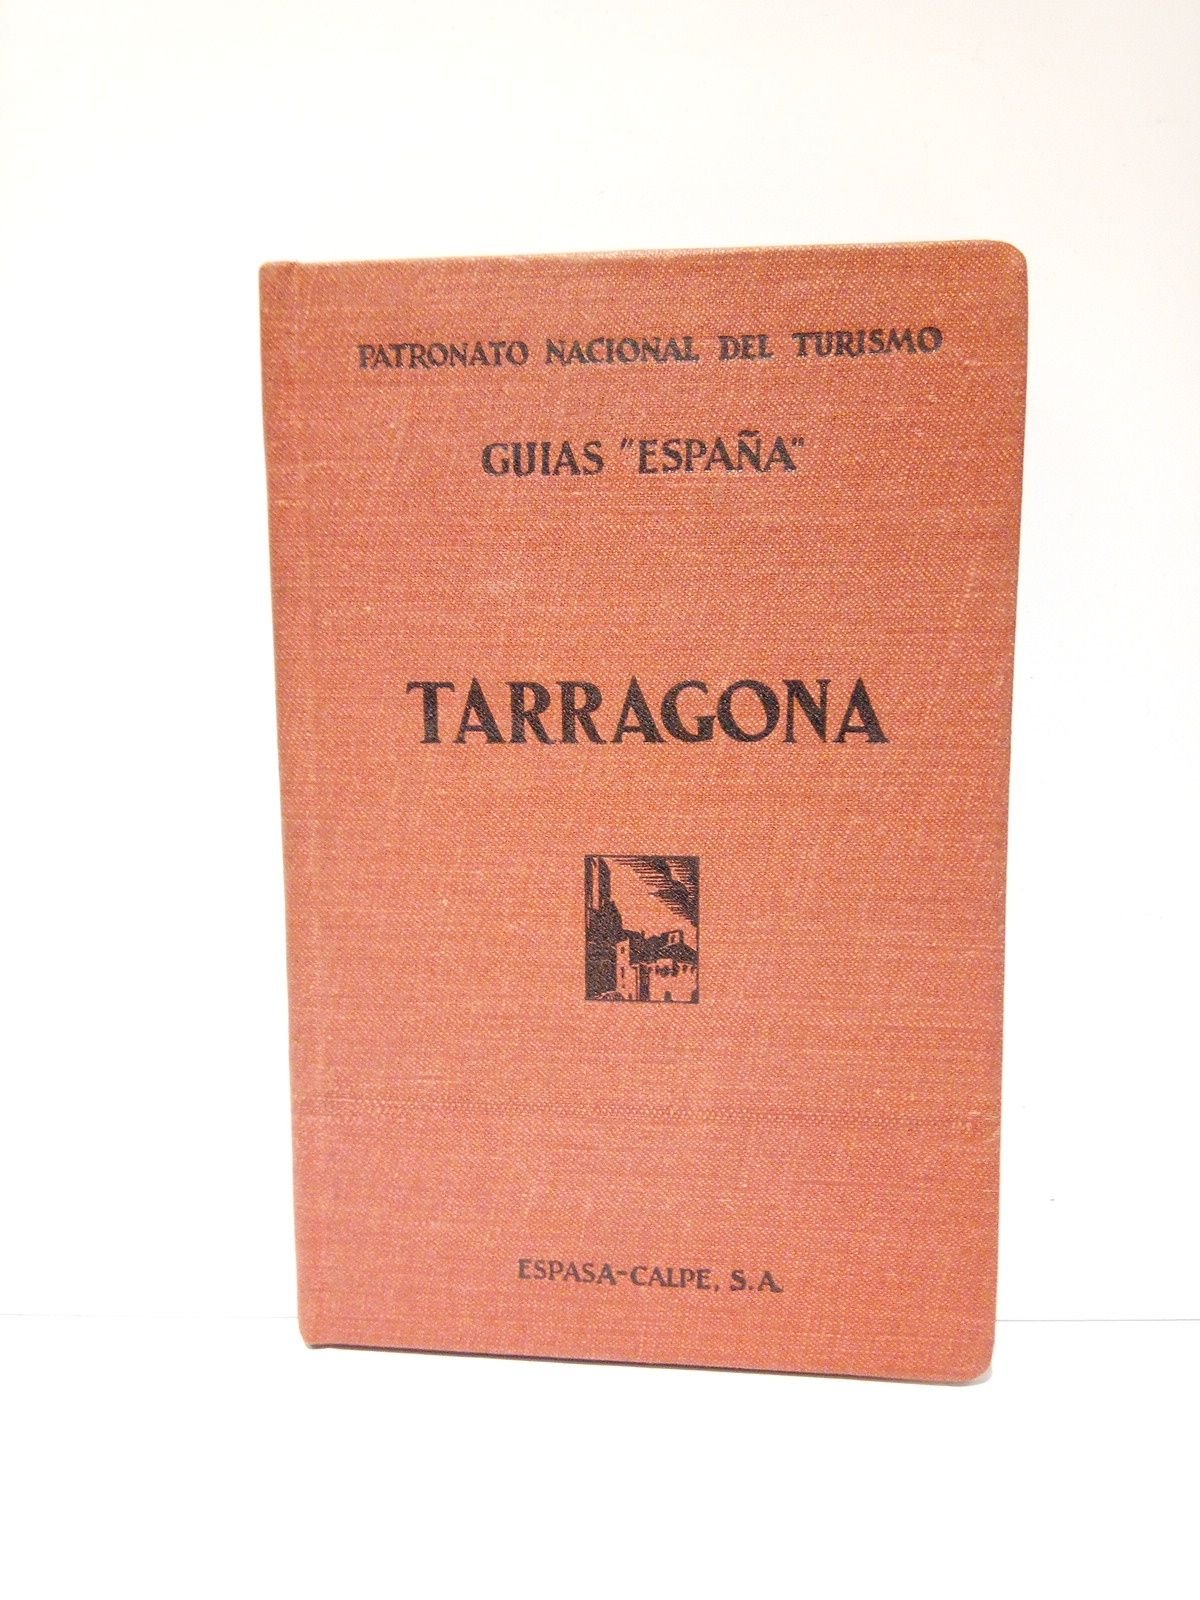 PATRONATO NACIONAL DEL TURISMO
GUIAS "ESPAÑA"
TARRAGONA
ESPASA-CALPE, S.A.